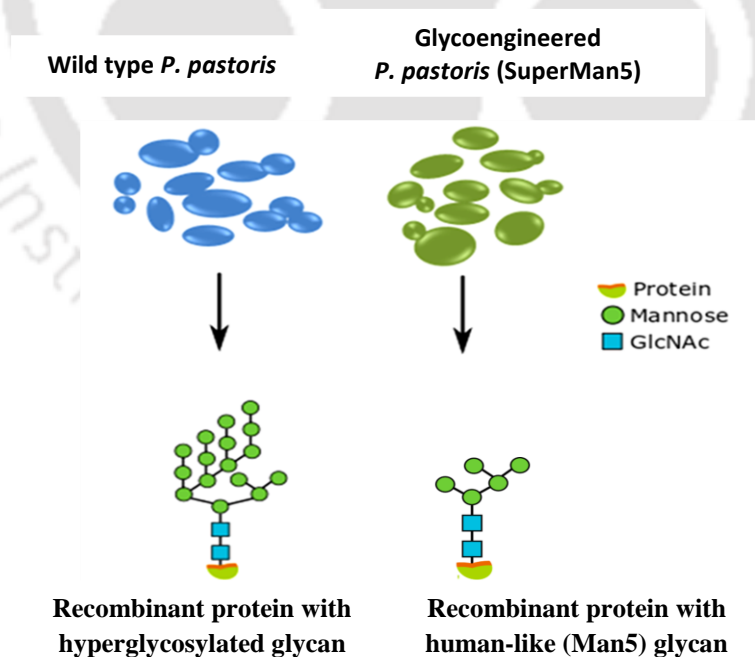 Wild type P. pastoris
Glycoengineered
P. pastoris (SuperMan5)
Protein
Mannose
GlcNAc
Recombinant protein with
hyperglycosylated glycan
Recombinant protein with
human-like (Man5) glycan